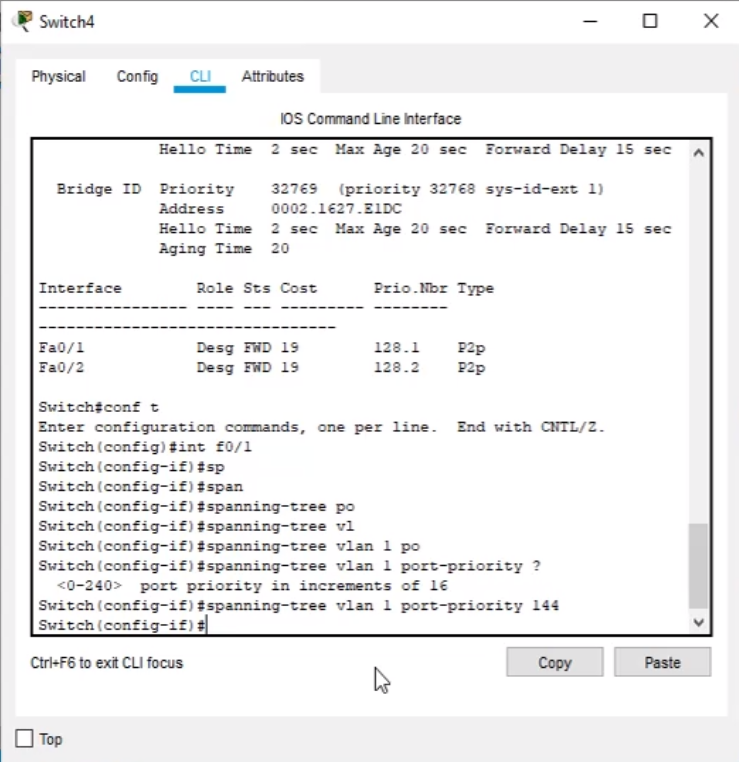 Switch4
Physical Config CLI Attributes
IOS Command Line Interface
Hello Time  2 sec  Max Age 20 sec  Forward Delay 15 sec
Bridge ID  Priority    32769  (priority 32768 sys-id-ext 1)
Address     0002.1627.E1DC
Hello Time  2 sec  Max Age 20 sec  Forward Delay 15 sec
Aging Time  20
Interface        Role Sts Cost      Prio.Nbr Type
---------------- ---- --- --------- --------
--------------------------------
Fa0/1            Desg FWD 19        128.1    P2p
Fa0/2            Desg FWD 19        128.2    P2p
Switch#conf t
Enter configuration commands, one per line.  End with CNTL/Z.
Switch(config)#int f0/1
Switch(config-if)#sp
Switch(config-if)#span
Switch(config-if)#spanning-tree po
Switch(config-if)#spanning-tree vl
Switch(config-if)#spanning-tree vlan 1 po
Switch(config-if)#spanning-tree vlan 1 port-priority ?
<0-240>  port priority in increments of 16
Switch(config-if)#spanning-tree vlan 1 port-priority 144
Switch(config-if)#
Ctrl+F6 to exit CLI focus
Copy
Paste
Top